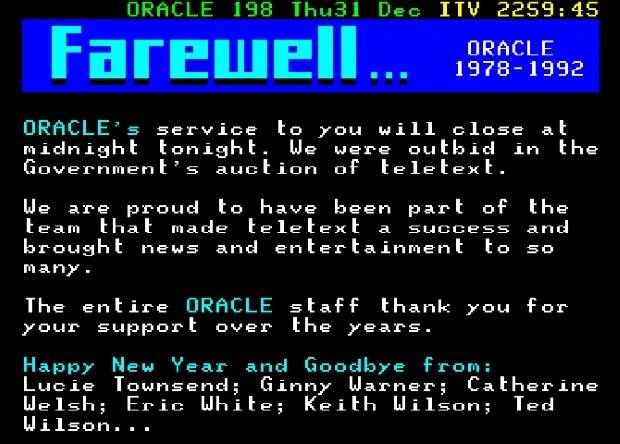 ORACLE 198 Thu31 Dec ITV 2259:45
Farewell...
ORACLE
1978-1992
ORACLE's service to you will close at
midnight tonight. We were outbid in the
Government's auction of teletext.
We are proud to have been part of the
team that made teletext a success and
brought news and entertainment to so
many.
The entire ORACLE staff thank you for
your support over the years.
Happy New Year and Goodbye from:
Lucie Townsend; Ginny Warner; Catherine
Welsh; Eric White; Keith Wilson; Ted
Wilson...